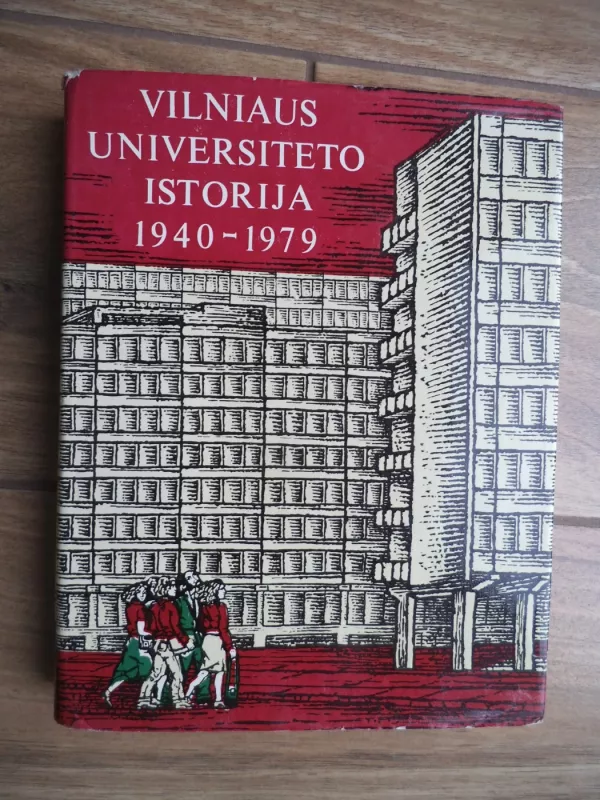 VILNIAUS
UNIVERSITETO
ISTORIJA
1940-1979